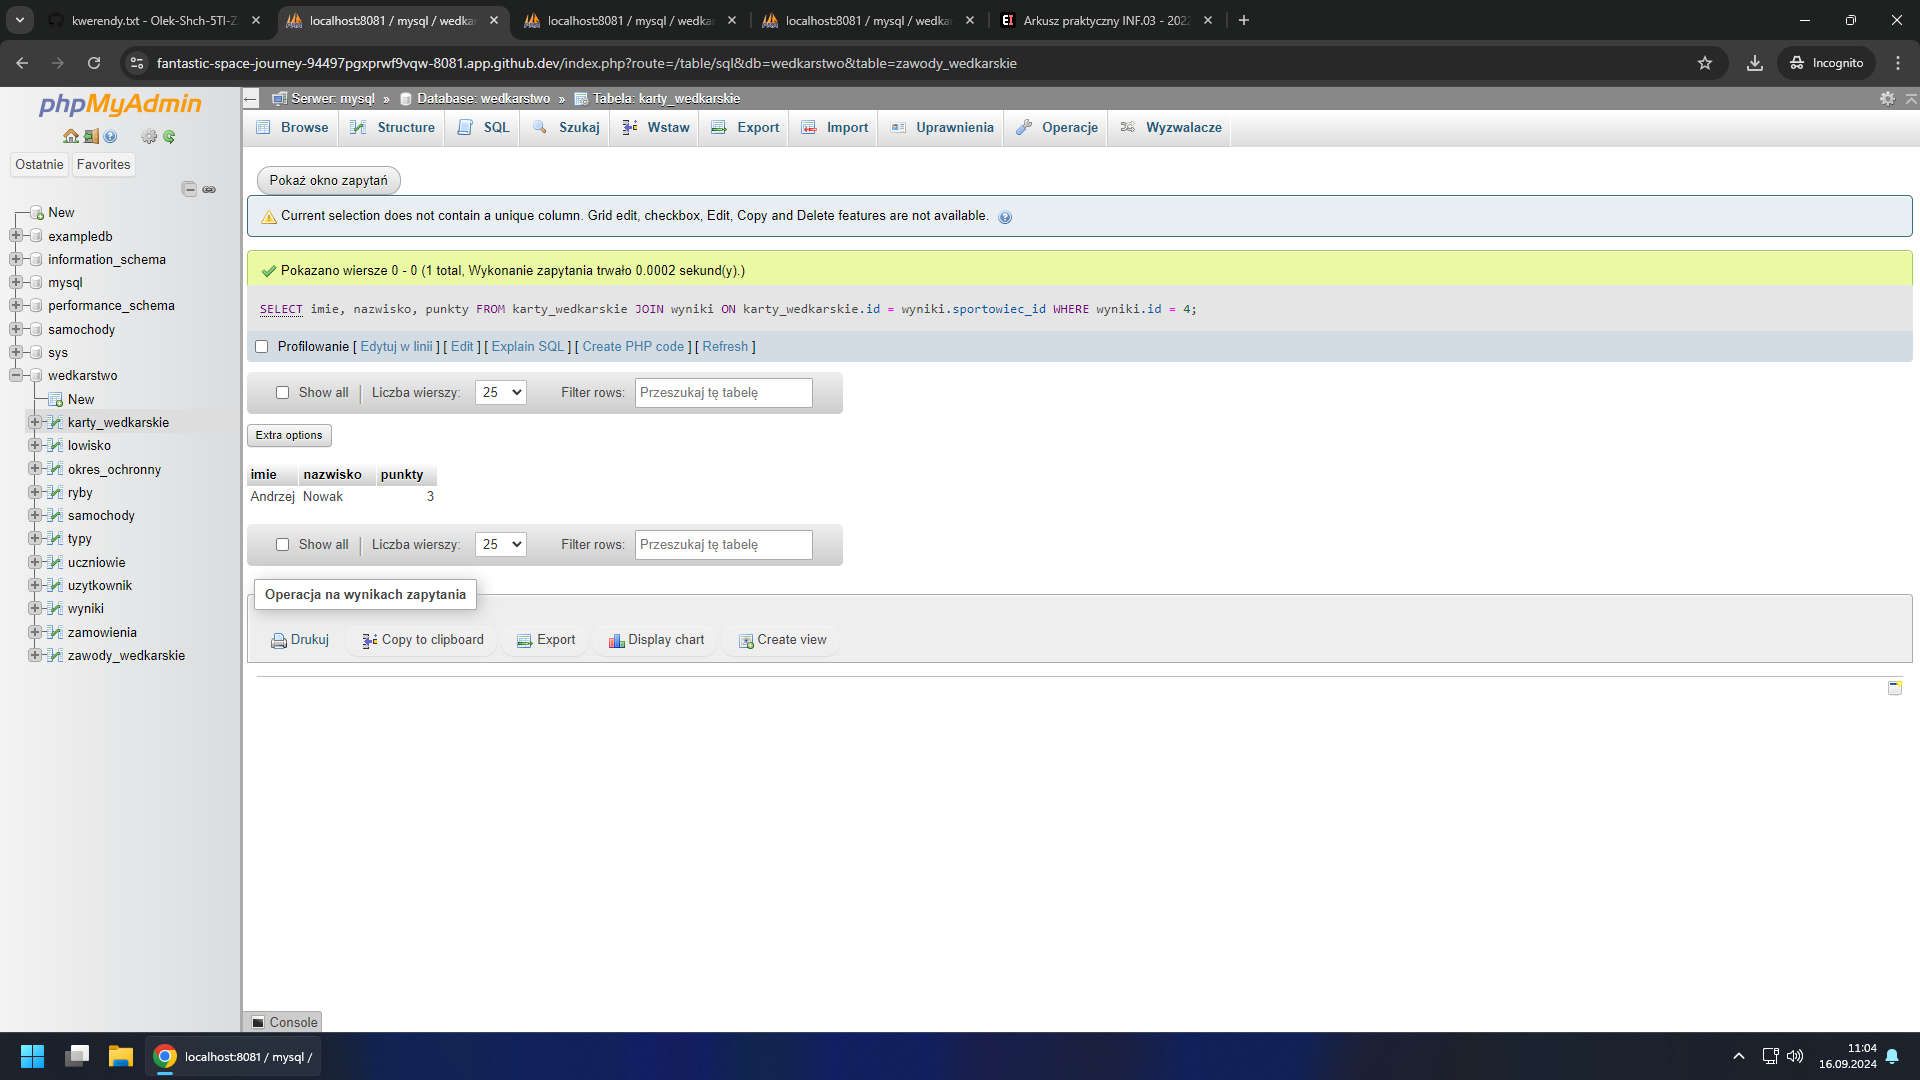 kwerendy.txt - Olek-Shch-5TI-Z
localhost:8081 / mysql / wedkar
localhost:8081 / mysql / wedkar
localhost:8081 / mysql / wedkar
EI Arkusz praktyczny INF.03 - 2022
fantastic-space-journey-94497pgxprwf9vqw-8081.app.github.dev/index.php?route=/table/sql&db=wedkarstwo&table=zawody_wedkarskie
Incognito
phpMyAdmin
Ostatnie
Favorites
New
exampledb
information_schema
mysql
performance_schema
samochody
sys
wedkarstwo
New
karty_wedkarskie
lowisko
okres_ochronny
ryby
samochody
typy
uczniowie
uzytkownik
wyniki
zamowienia
zawody_wedkarskie
Serwer: mysql » Database: wedkarstwo » Tabela: karty_wedkarskie
Browse Structure SQL Szukaj Wstaw Export Import Uprawnienia Operacje Wyzwalacze
Pokaż okno zapytań
Current selection does not contain a unique column. Grid edit, checkbox, Edit, Copy and Delete features are not available.
Pokazano wiersze 0 - 0 (1 total, Wykonanie zapytania trwało 0.0002 sekund(y).)
SELECT imie, nazwisko, punkty FROM karty_wedkarskie JOIN wyniki ON karty_wedkarskie.id = wyniki.sportowiec_id WHERE wyniki.id = 4;
Profilowanie [ Edytuj w linii ] [ Edit ] [ Explain SQL ] [ Create PHP code ] [ Refresh ]
Show all Liczba wierszy: 25 Filter rows: Przeszukaj tę tabelę
Extra options
imie nazwisko punkty
Andrzej Nowak 3
Show all Liczba wierszy: 25 Filter rows: Przeszukaj tę tabelę
Operacja na wynikach zapytania
Drukuj Copy to clipboard Export Display chart Create view
Console
localhost:8081 / mysql /
11:04
16.09.2024